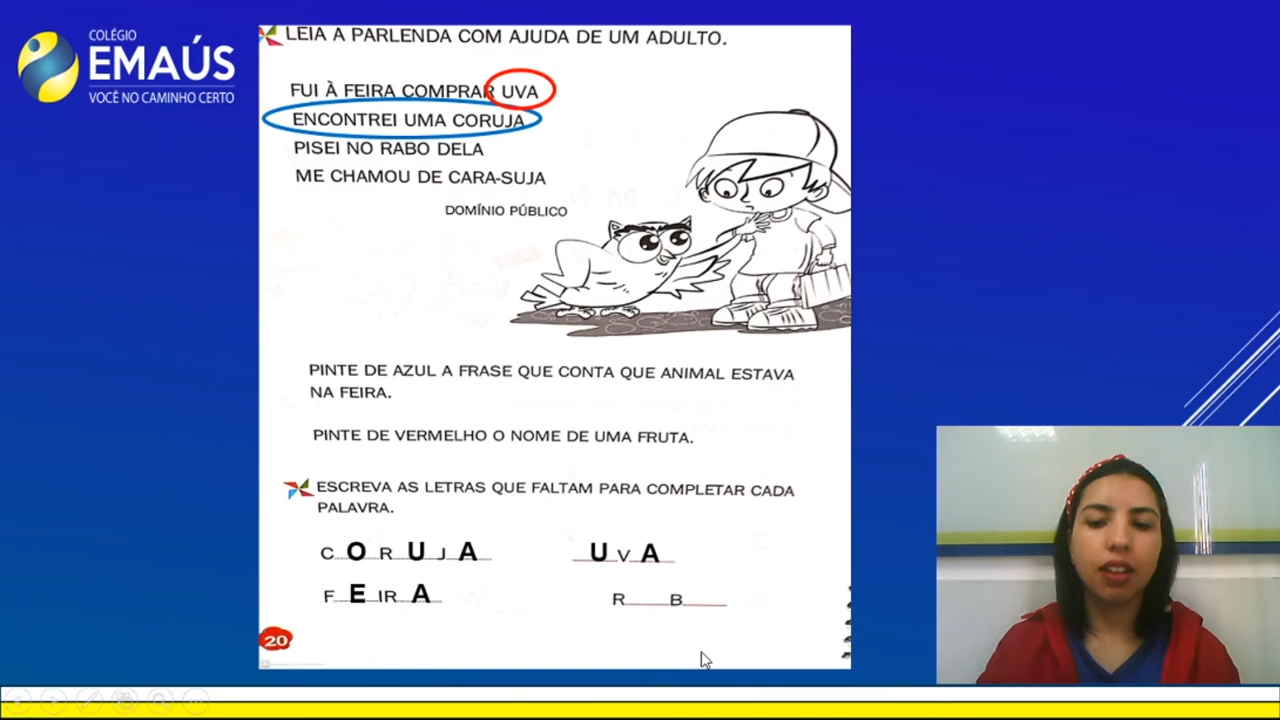 COLÉGIO
EMAÚS
VOCÊ NO CAMINHO CERTO
LEIA A PARLENDA COM AJUDA DE UM ADULTO.
FUI À FEIRA COMPRAR UVA
ENCONTREI UMA CORUJA
PISEI NO RABO DELA
ME CHAMOU DE CARA-SUJA
DOMÍNIO PÚBLICO
PINTE DE AZUL A FRASE QUE CONTA QUE ANIMAL ESTAVA
NA FEIRA.
PINTE DE VERMELHO O NOME DE UMA FRUTA.
ESCREVA AS LETRAS QUE FALTAM PARA COMPLETAR CADA
PALAVRA.
C O R U J A U V A
F E IR A R__B__
20